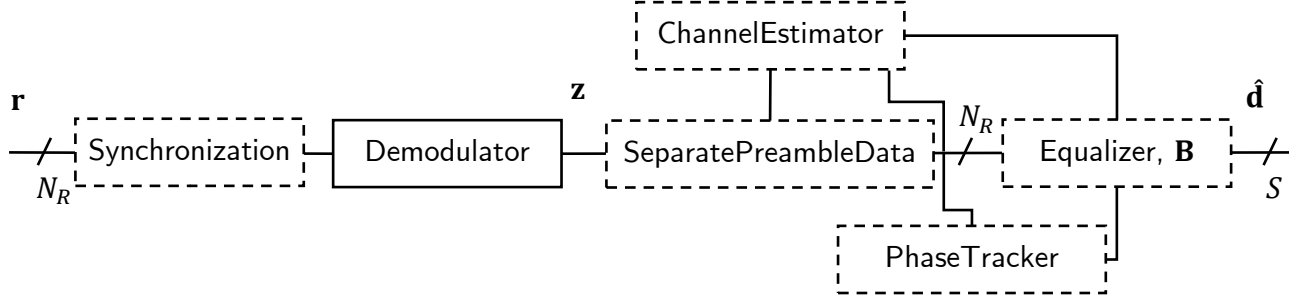 ChannelEstimator
𝐫
𝐳
N_R
𝐝̂
Synchronization
Demodulator
SeparatePreambleData
Equalizer, 𝐁
N_R
S
PhaseTracker